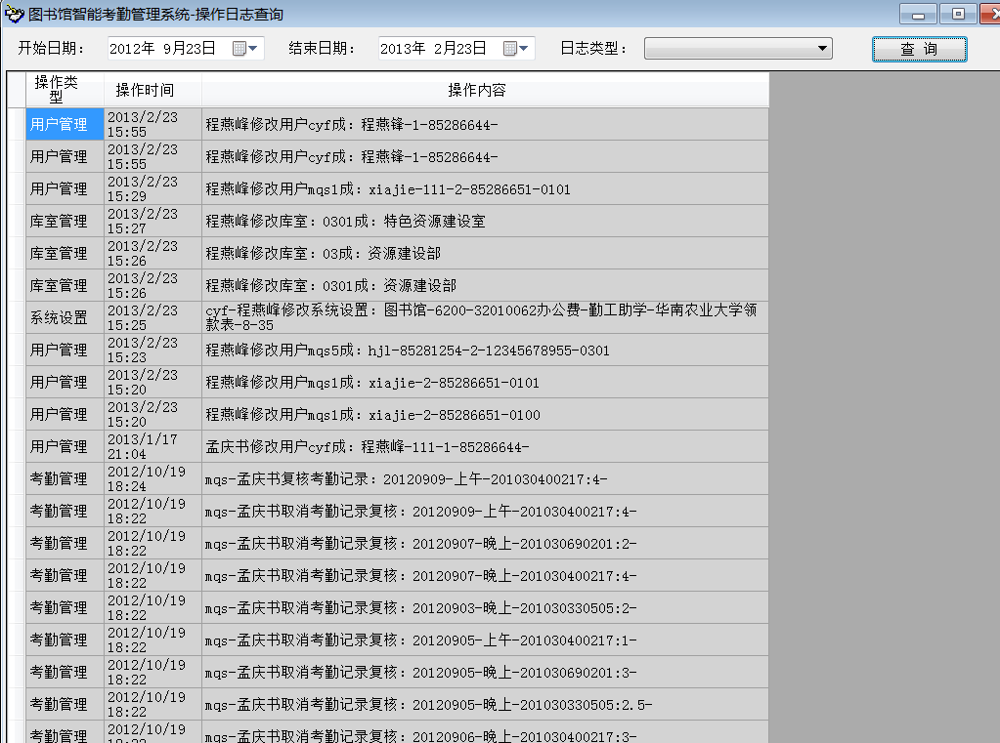 图书馆智能考勤管理系统-操作日志查询
开始日期： 2012年 9月23日 结束日期： 2013年 2月23日 日志类型： 查 询
操作类型 操作时间 操作内容
用户管理 2013/2/23 15:55 程燕峰修改用户cyf成：程燕锋-1-85286644-
用户管理 2013/2/23 15:55 程燕峰修改用户cyf成：程燕锋-1-85286644-
用户管理 2013/2/23 15:29 程燕峰修改用户mqs1成：xiajie-111-2-85286651-0101
库室管理 2013/2/23 15:27 程燕峰修改库室：0301成：特色资源建设室
库室管理 2013/2/23 15:26 程燕峰修改库室：03成：资源建设部
库室管理 2013/2/23 15:26 程燕峰修改库室：0301成：资源建设部
系统设置 2013/2/23 15:25 cyf-程燕峰修改系统设置：图书馆-6200-32010062办公费-勤工助学-华南农业大学领款表-8-35
用户管理 2013/2/23 15:23 程燕峰修改用户mqs5成：hjl-85281254-2-12345678955-0301
用户管理 2013/2/23 15:20 程燕峰修改用户mqs1成：xiajie-2-85286651-0101
用户管理 2013/2/23 15:20 程燕峰修改用户mqs1成：xiajie-2-85286651-0100
用户管理 2013/1/17 21:04 孟庆书修改用户cyf成：程燕峰-111-1-85286644-
考勤管理 2012/10/19 18:24 mqs-孟庆书复核考勤记录：20120909-上午-201030400217:4-
考勤管理 2012/10/19 18:22 mqs-孟庆书取消考勤记录复核：20120909-上午-201030400217:4-
考勤管理 2012/10/19 18:22 mqs-孟庆书取消考勤记录复核：20120907-晚上-201030690201:2-
考勤管理 2012/10/19 18:22 mqs-孟庆书取消考勤记录复核：20120907-晚上-201030400217:4-
考勤管理 2012/10/19 18:22 mqs-孟庆书取消考勤记录复核：20120903-晚上-201030330505:2-
考勤管理 2012/10/19 18:22 mqs-孟庆书取消考勤记录复核：20120905-上午-201030400217:1-
考勤管理 2012/10/19 18:22 mqs-孟庆书取消考勤记录复核：20120905-晚上-201030690201:3-
考勤管理 2012/10/19 18:22 mqs-孟庆书取消考勤记录复核：20120905-晚上-201030330505:2.5-
考勤管理 2012/10/19 mqs-孟庆书取消考勤记录复核：20120906-晚上-201030400217:3-